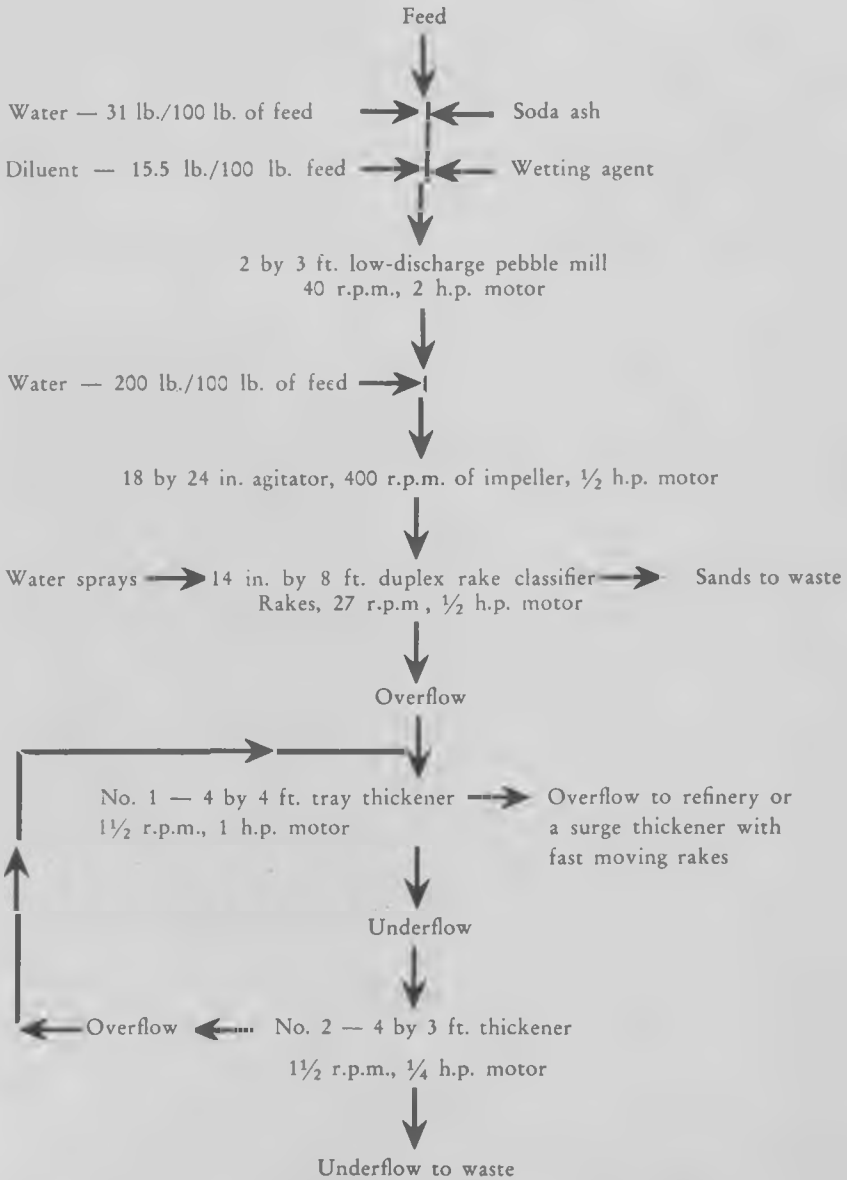 Feed
Water — 31 lb./100 lb. of feed
Soda ash
Diluent — 15.5 lb./100 lb. feed
Wetting agent
2 by 3 ft. low-discharge pebble mill
40 r.p.m., 2 h.p. motor
Water — 200 lb./100 lb. of feed
18 by 24 in. agitator, 400 r.p.m. of impeller, ½ h.p. motor
Water sprays
14 in. by 8 ft. duplex rake classifier
Rakes, 27 r.p.m , ½ h.p. motor
Sands to waste
Overflow
No. 1 — 4 by 4 ft. tray thickener
1½ r.p.m., 1 h.p. motor
Overflow to refinery or
a surge thickener with
fast moving rakes
Underflow
Overflow
No. 2 — 4 by 3 ft. thickener
1½ r.p.m., ¼ h.p. motor
Underflow to waste